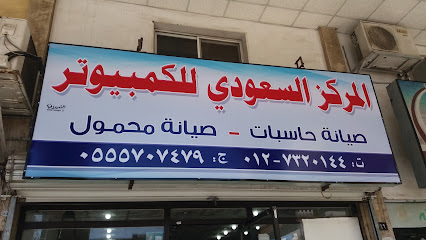 المركز السعودي للكمبيوتر
صيانة حاسبات - صيانة محمول
ت: ٠١٢-٧٣٢٠١٤٤ ج: ٠٥٥٥٧٠٧٤٧٩